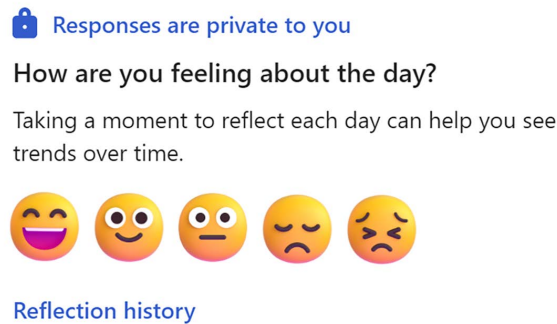 Responses are private to you
How are you feeling about the day?
Taking a moment to reflect each day can help you see
trends over time.
Reflection history